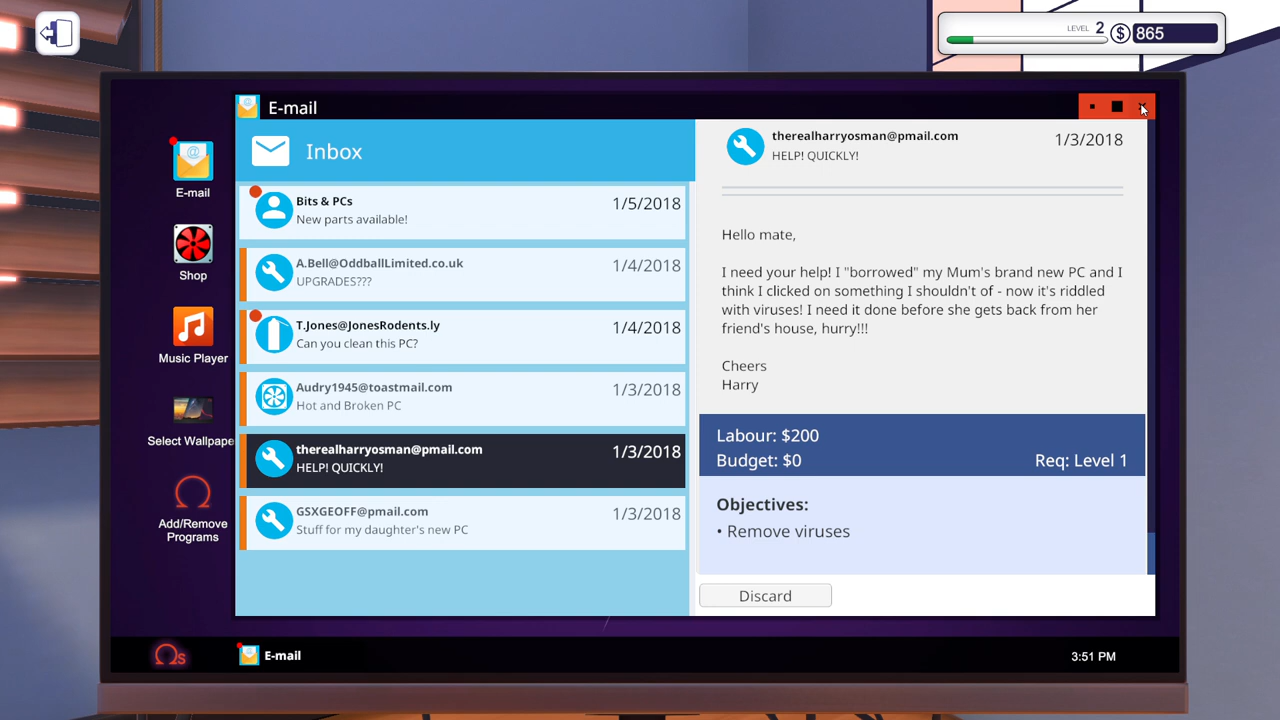 LEVEL 2 $ 865
E-mail
Inbox
Bits & PCs 1/5/2018
New parts available!
A.Bell@OddballLimited.co.uk 1/4/2018
UPGRADES???
T.Jones@JonesRodents.ly 1/4/2018
Can you clean this PC?
Audry1945@toastmail.com 1/3/2018
Hot and Broken PC
therealharryosman@pmail.com 1/3/2018
HELP! QUICKLY!
GSXGEOFF@pmail.com 1/3/2018
Stuff for my daughter's new PC
therealharryosman@pmail.com 1/3/2018
HELP! QUICKLY!
Hello mate,
I need your help! I "borrowed" my Mum's brand new PC and I
think I clicked on something I shouldn't of - now it's riddled
with viruses! I need it done before she gets back from her
friend's house, hurry!!!
Cheers
Harry
Labour: $200
Budget: $0 Req: Level 1
Objectives:
• Remove viruses
Discard
E-mail
Shop
Music Player
Select Wallpape
Add/Remove
Programs
Ωs E-mail 3:51 PM